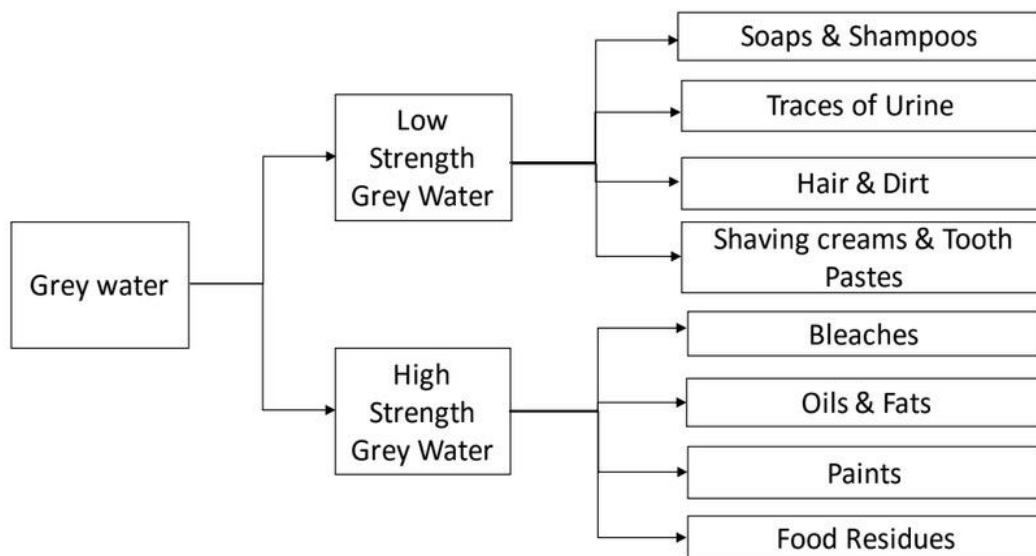 Grey water
Low
Strength
Grey Water
High
Strength
Grey Water
Soaps & Shampoos
Traces of Urine
Hair & Dirt
Shaving creams & Tooth
Pastes
Bleaches
Oils & Fats
Paints
Food Residues